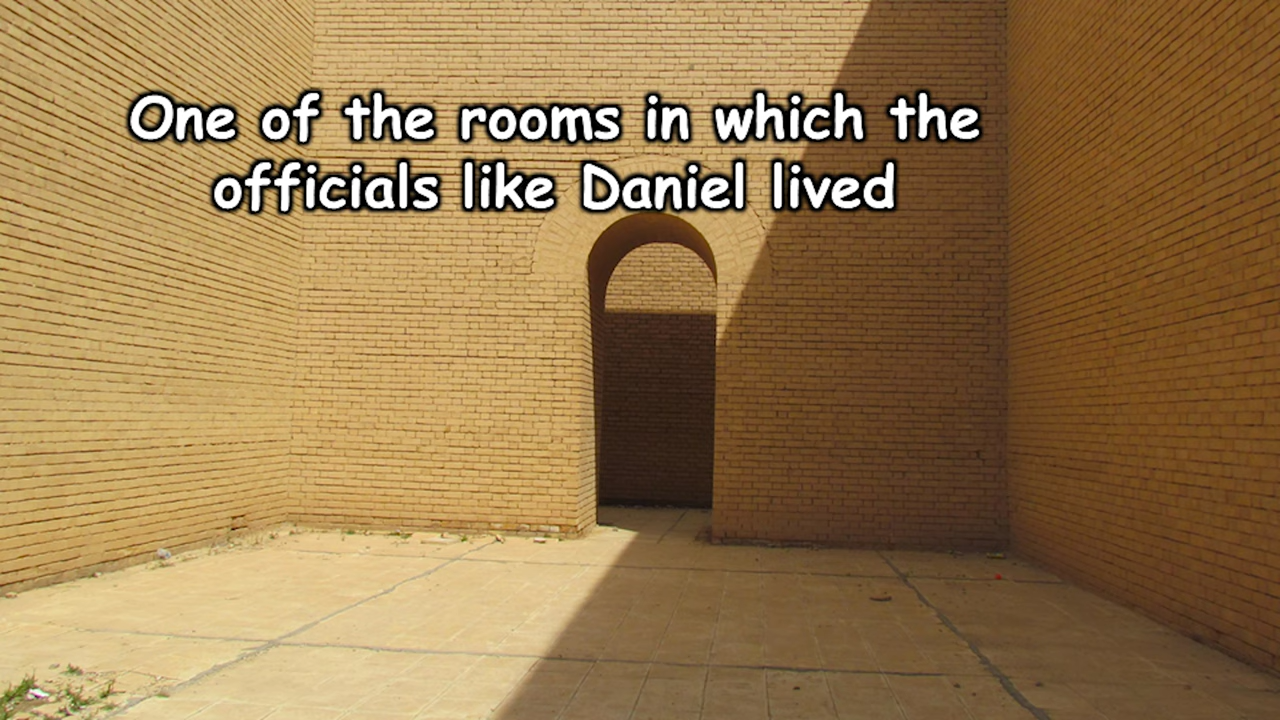 One of the rooms in which the
officials like Daniel lived